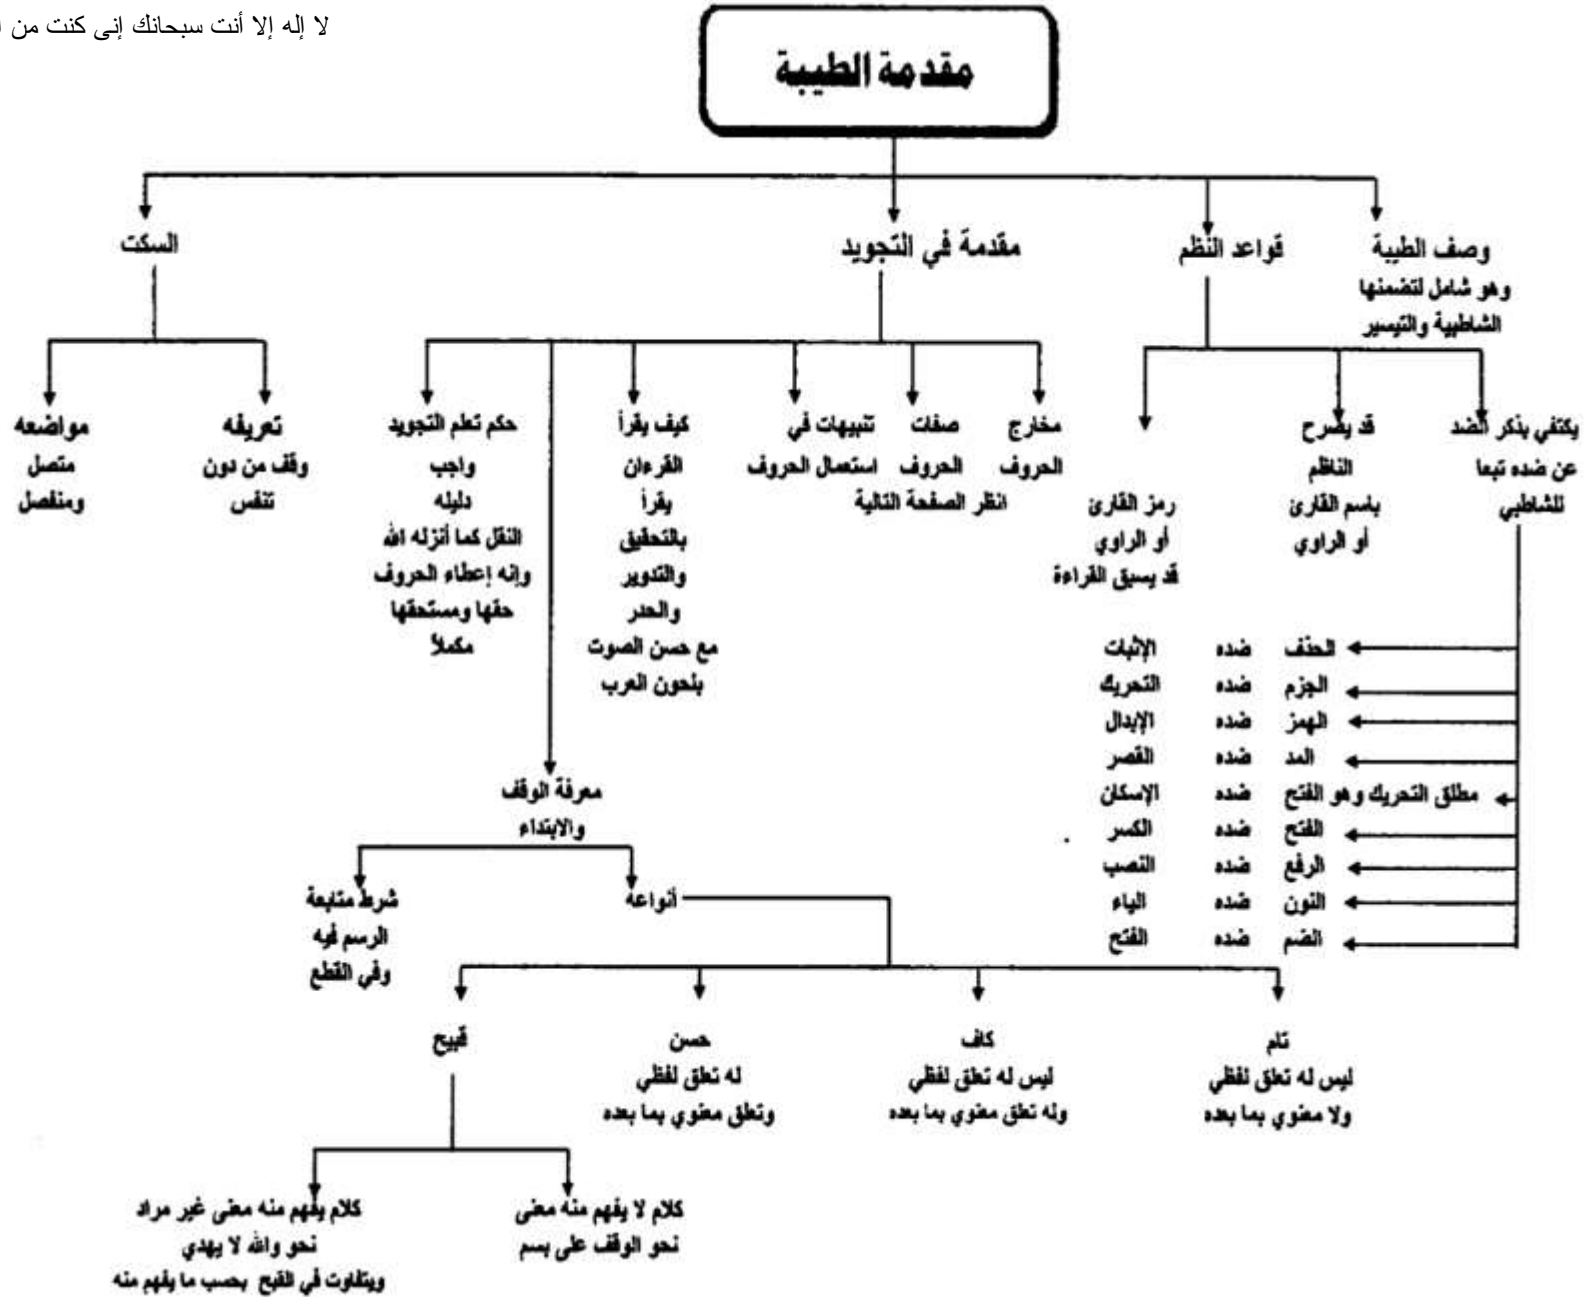 لا إله إلا أنت سبحانك إنى كنت من
مقدمة الطيبة
وصف الطيبة
وهو شامل لتضمنها
الشاطبية والتيسير
قواعد النظم
يكتفي بذكر الضد
عن ضده تبعا
للشاطبي
قد يصرح
الناظم
باسم القارئ
أو الراوي
رمز القارئ
أو الراوي
قد يسبق القراءة
الحذف ضده الإثبات
الجزم ضده التحريك
الهمز ضده الإبدال
المد ضده القصر
مطلق التحريك وهو الفتح ضده الإسكان
الفتح ضده الكسر
الرفع ضده النصب
النون ضده الياء
الضم ضده الفتح
مقدمة في التجويد
مخارج
الحروف
صفات
الحروف
تنبيهات في
استعمال الحروف
انظر الصفحة التالية
كيف يقرأ
القرءان
يقرأ
بالتحقيق
والتدوير
والحدر
مع حسن الصوت
بلحون العرب
معرفة الوقف
والابتداء
أنواعه
تام
ليس له تعلق لفظي
ولا معنوي بما بعده
كاف
ليس له تعلق لفظي
وله تعلق معنوي بما بعده
حسن
له تعلق لفظي
وتعلق معنوي بما بعده
قبيح
كلام لا يفهم منه معنى
نحو الوقف على بسم
كلام يفهم منه معنى غير مراد
نحو والله لا يهدي
ويتفاوت في القبح بحسب ما يفهم منه
شرط متابعة
الرسم فيه
وفي القطع
حكم تعلم التجويد
واجب
دليله
النقل كما أنزله الله
وإنه إعطاء الحروف
حقها ومستحقها
مكملاً
السكت
تعريفه
وقف من دون
تنفس
مواضعه
متصل
ومنفصل